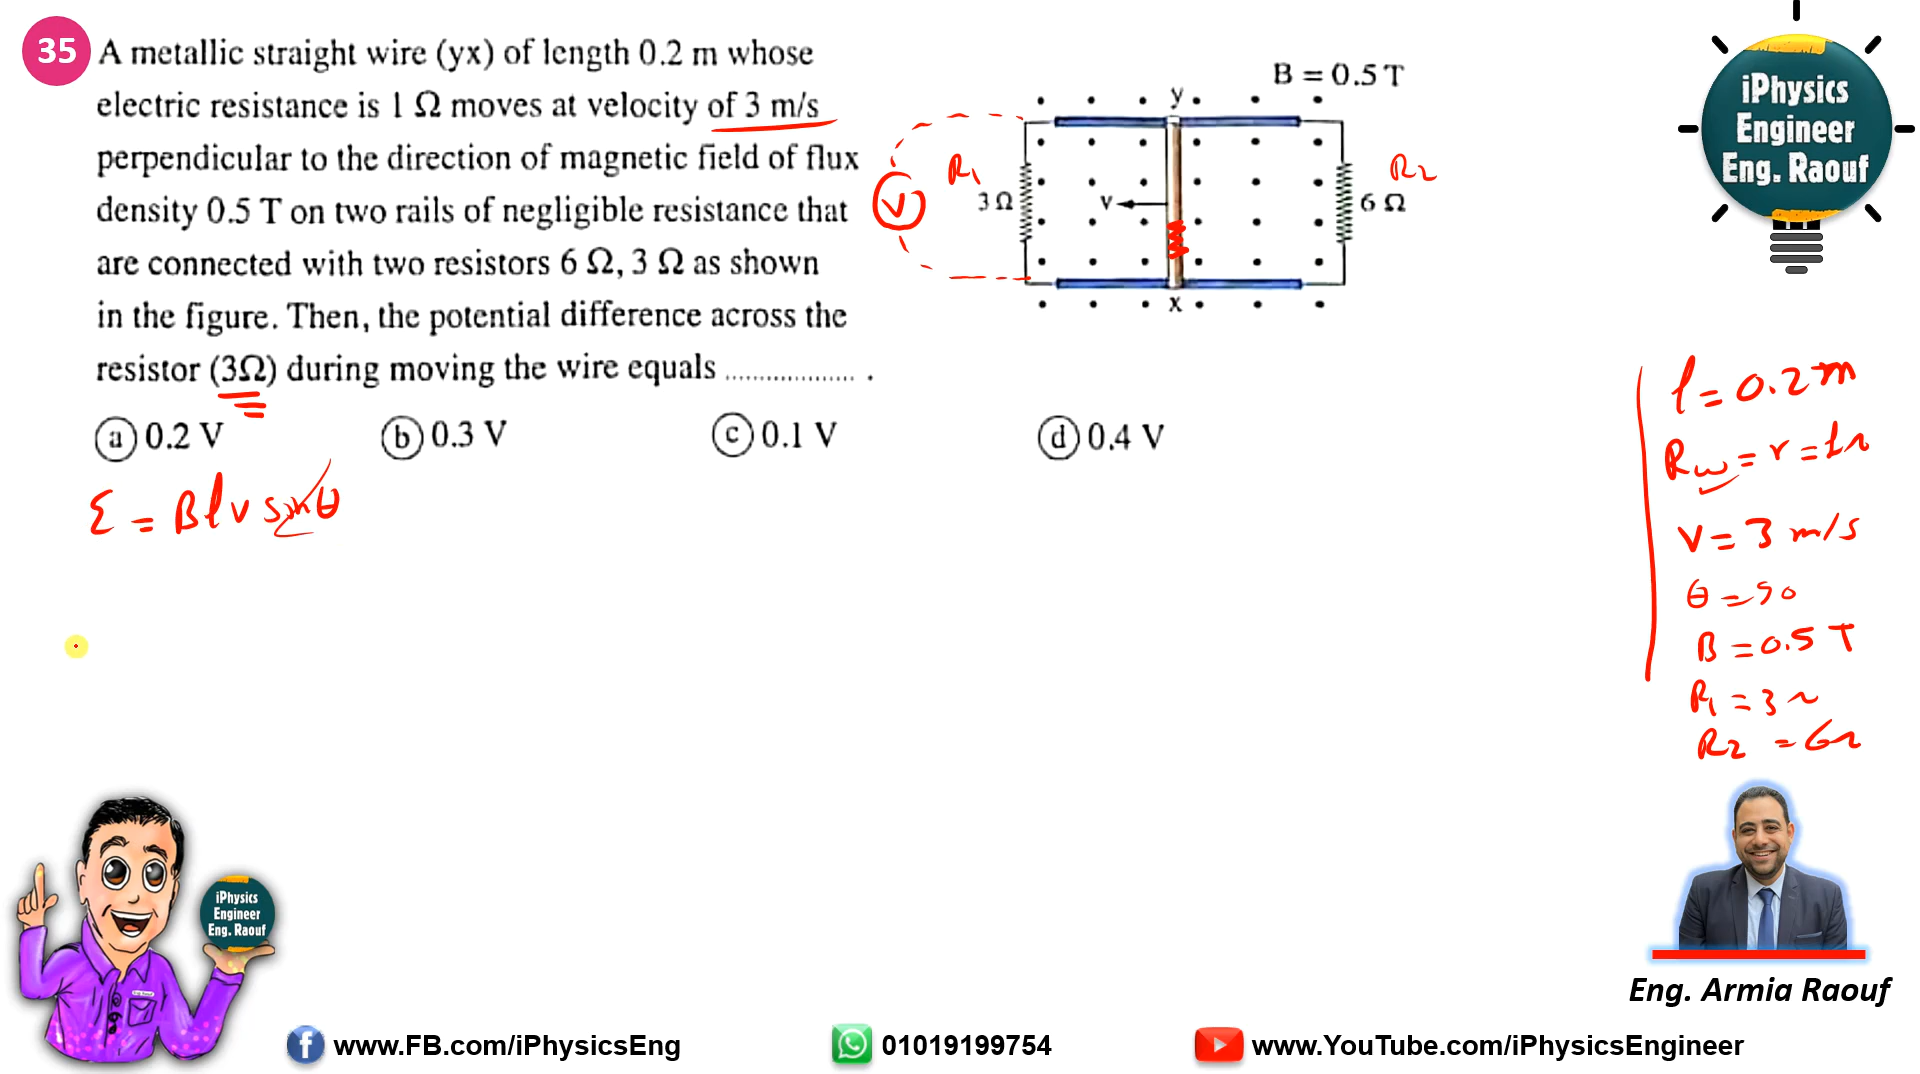 35 A metallic straight wire (yx) of length 0.2 m whose
electric resistance is 1 Ω moves at velocity of 3 m/s
perpendicular to the direction of magnetic field of flux
density 0.5 T on two rails of negligible resistance that
are connected with two resistors 6 Ω, 3 Ω as shown
in the figure. Then, the potential difference across the
resistor (3Ω) during moving the wire equals ................... .
a 0.2 V b 0.3 V c 0.1 V d 0.4 V
Σ = Blv sin θ
B = 0.5 T
y
V
R1
3 Ω
v
R2
6 Ω
x
iPhysics
Engineer
Eng. Raouf
l = 0.2 m
Rw = r = 1Ω
v = 3 m/s
θ = 90
B = 0.5 T
R1 = 3 Ω
R2 = 6Ω
iPhysics
Engineer
Eng. Raouf
Eng. Armia Raouf
f www.FB.com/iPhysicsEng 01019199754 www.YouTube.com/iPhysicsEngineer